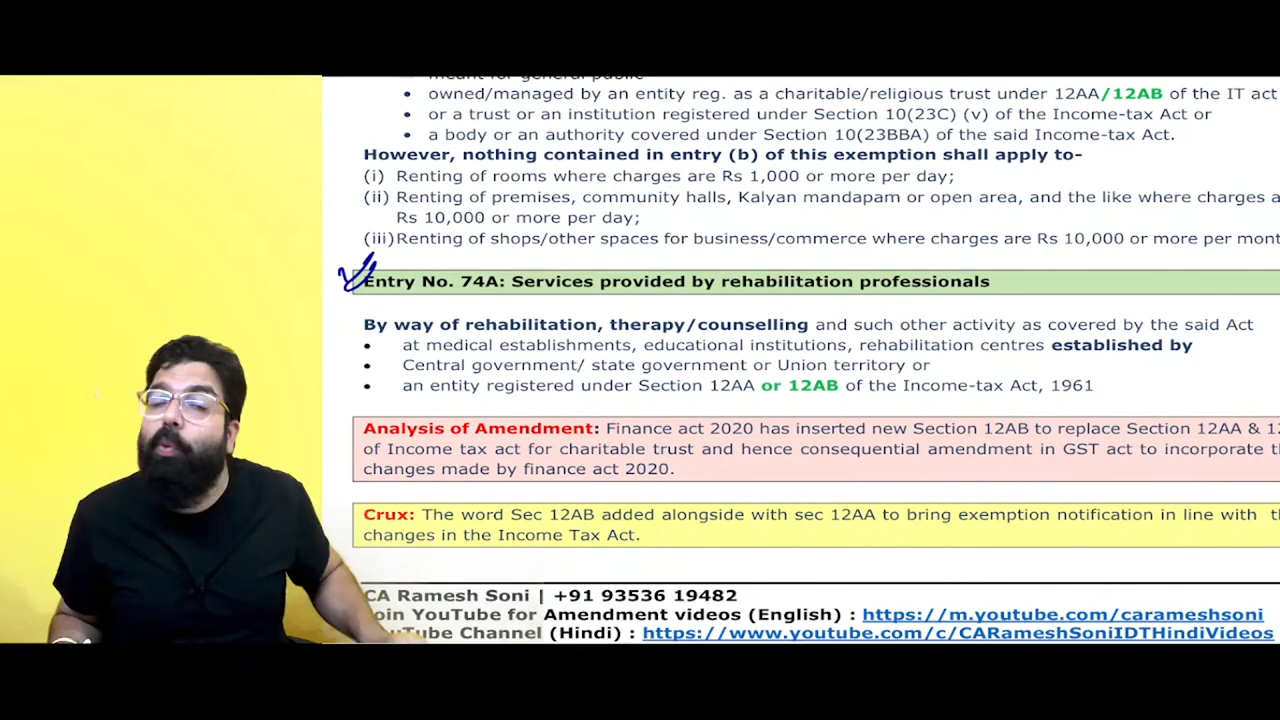 meant for general public
• owned/managed by an entity reg. as a charitable/religious trust under 12AA/12AB of the IT act
• or a trust or an institution registered under Section 10(23C) (v) of the Income-tax Act or
• a body or an authority covered under Section 10(23BBA) of the said Income-tax Act.
However, nothing contained in entry (b) of this exemption shall apply to-
(i) Renting of rooms where charges are Rs 1,000 or more per day;
(ii) Renting of premises, community halls, Kalyan mandapam or open area, and the like where charges
Rs 10,000 or more per day;
(iii)Renting of shops/other spaces for business/commerce where charges are Rs 10,000 or more per
Entry No. 74A: Services provided by rehabilitation professionals
By way of rehabilitation, therapy/counselling and such other activity as covered by the said Act
• at medical establishments, educational institutions, rehabilitation centres established by
• Central government/ state government or Union territory or
• an entity registered under Section 12AA or 12AB of the Income-tax Act, 1961
Analysis of Amendment: Finance act 2020 has inserted new Section 12AB to replace Section 12AA &
of Income tax act for charitable trust and hence consequential amendment in GST act to incorporate
changes made by finance act 2020.
Crux: The word Sec 12AB added alongside with sec 12AA to bring exemption notification in line with
changes in the Income Tax Act.
CA Ramesh Soni | +91 93536 19482
Join YouTube for Amendment videos (English) : https://m.youtube.com/carameshsoni
YouTube Channel (Hindi) : https://www.youtube.com/c/CARameshSoniIDTHindiVideos